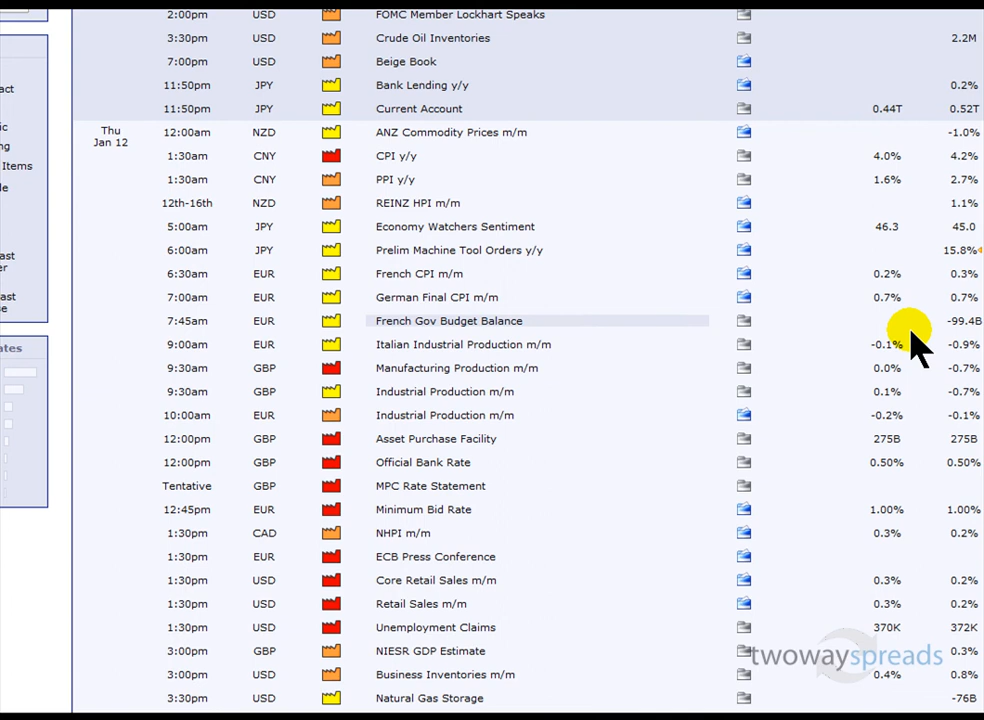 2:00pm USD FOMC Member Lockhart Speaks
3:30pm USD Crude Oil Inventories 2.2M
7:00pm USD Beige Book
11:50pm JPY Bank Lending y/y 0.2%
act
11:50pm JPY Current Account 0.44T 0.52T
ic
Thu
Jan 12
12:00am NZD ANZ Commodity Prices m/m -1.0%
ng
1:30am CNY CPI y/y 4.0% 4.2%
Items
1:30am CNY PPI y/y 1.6% 2.7%
le
12th-16th NZD REINZ HPI m/m 1.1%
5:00am JPY Economy Watchers Sentiment 46.3 45.0
6:00am JPY Prelim Machine Tool Orders y/y 15.8%
ast
er
6:30am EUR French CPI m/m 0.2% 0.3%
7:00am EUR German Final CPI m/m 0.7% 0.7%
ast
se
7:45am EUR French Gov Budget Balance -99.4B
9:00am EUR Italian Industrial Production m/m -0.1% -0.9%
ates
9:30am GBP Manufacturing Production m/m 0.0% -0.7%
9:30am GBP Industrial Production m/m 0.1% -0.7%
10:00am EUR Industrial Production m/m -0.2% -0.1%
12:00pm GBP Asset Purchase Facility 275B 275B
12:00pm GBP Official Bank Rate 0.50% 0.50%
Tentative GBP MPC Rate Statement
12:45pm EUR Minimum Bid Rate 1.00% 1.00%
1:30pm CAD NHPI m/m 0.3% 0.2%
1:30pm EUR ECB Press Conference
1:30pm USD Core Retail Sales m/m 0.3% 0.2%
1:30pm USD Retail Sales m/m 0.3% 0.2%
1:30pm USD Unemployment Claims 370K 372K
3:00pm GBP NIESR GDP Estimate 0.3%
twowayspreads
3:00pm USD Business Inventories m/m 0.4% 0.8%
3:30pm USD Natural Gas Storage -76B